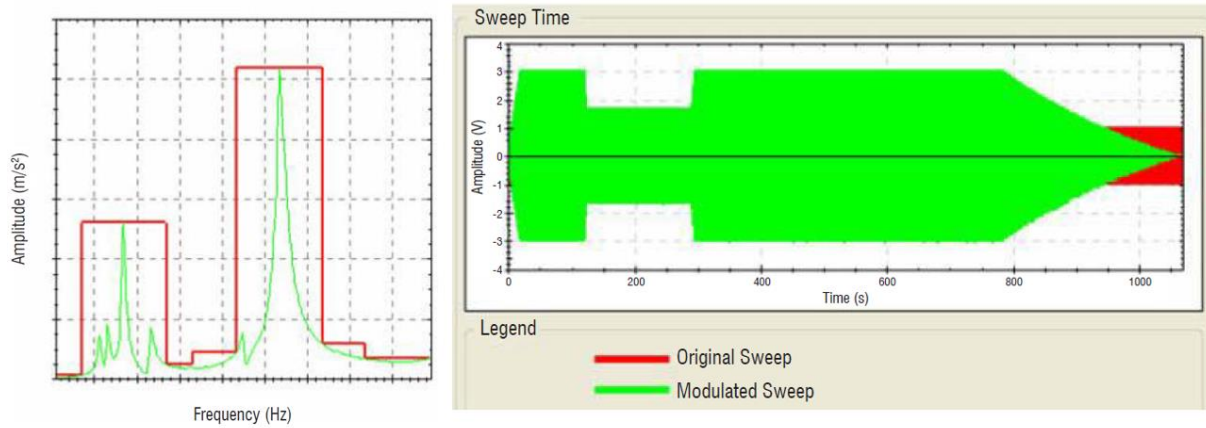 Amplitude (m/s²)
Frequency (Hz)
Sweep Time
Amplitude (V)
4
3
2
1
0
-1
-2
-3
-4
0
200
400
600
800
1000
Time (s)
Legend
Original Sweep
Modulated Sweep